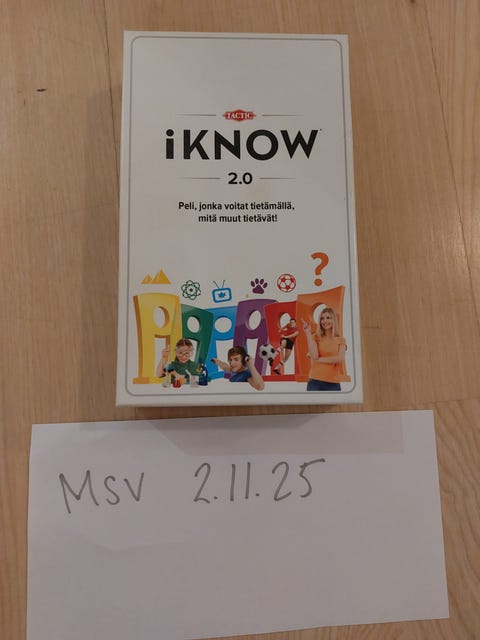 TACTIC
iKNOW
2.0
Peli, jonka voitat tietämällä,
mitä muut tietävät!
?
MSV 2.11.25